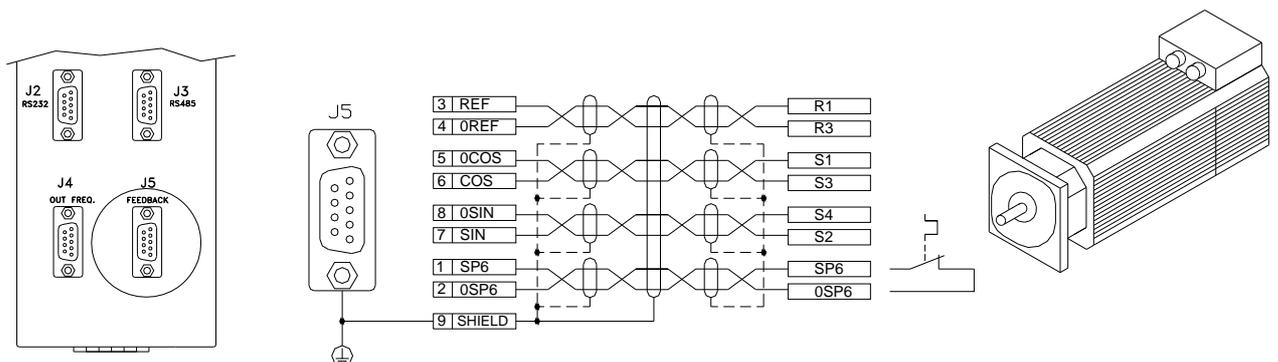 J2
RS232
J3
RS485
J4
OUT FREQ.
J5
FEEDBACK
J5
3 REF
4 0REF
5 0COS
6 COS
8 0SIN
7 SIN
1 SP6
2 0SP6
9 SHIELD
R1
R3
S1
S3
S4
S2
SP6
0SP6